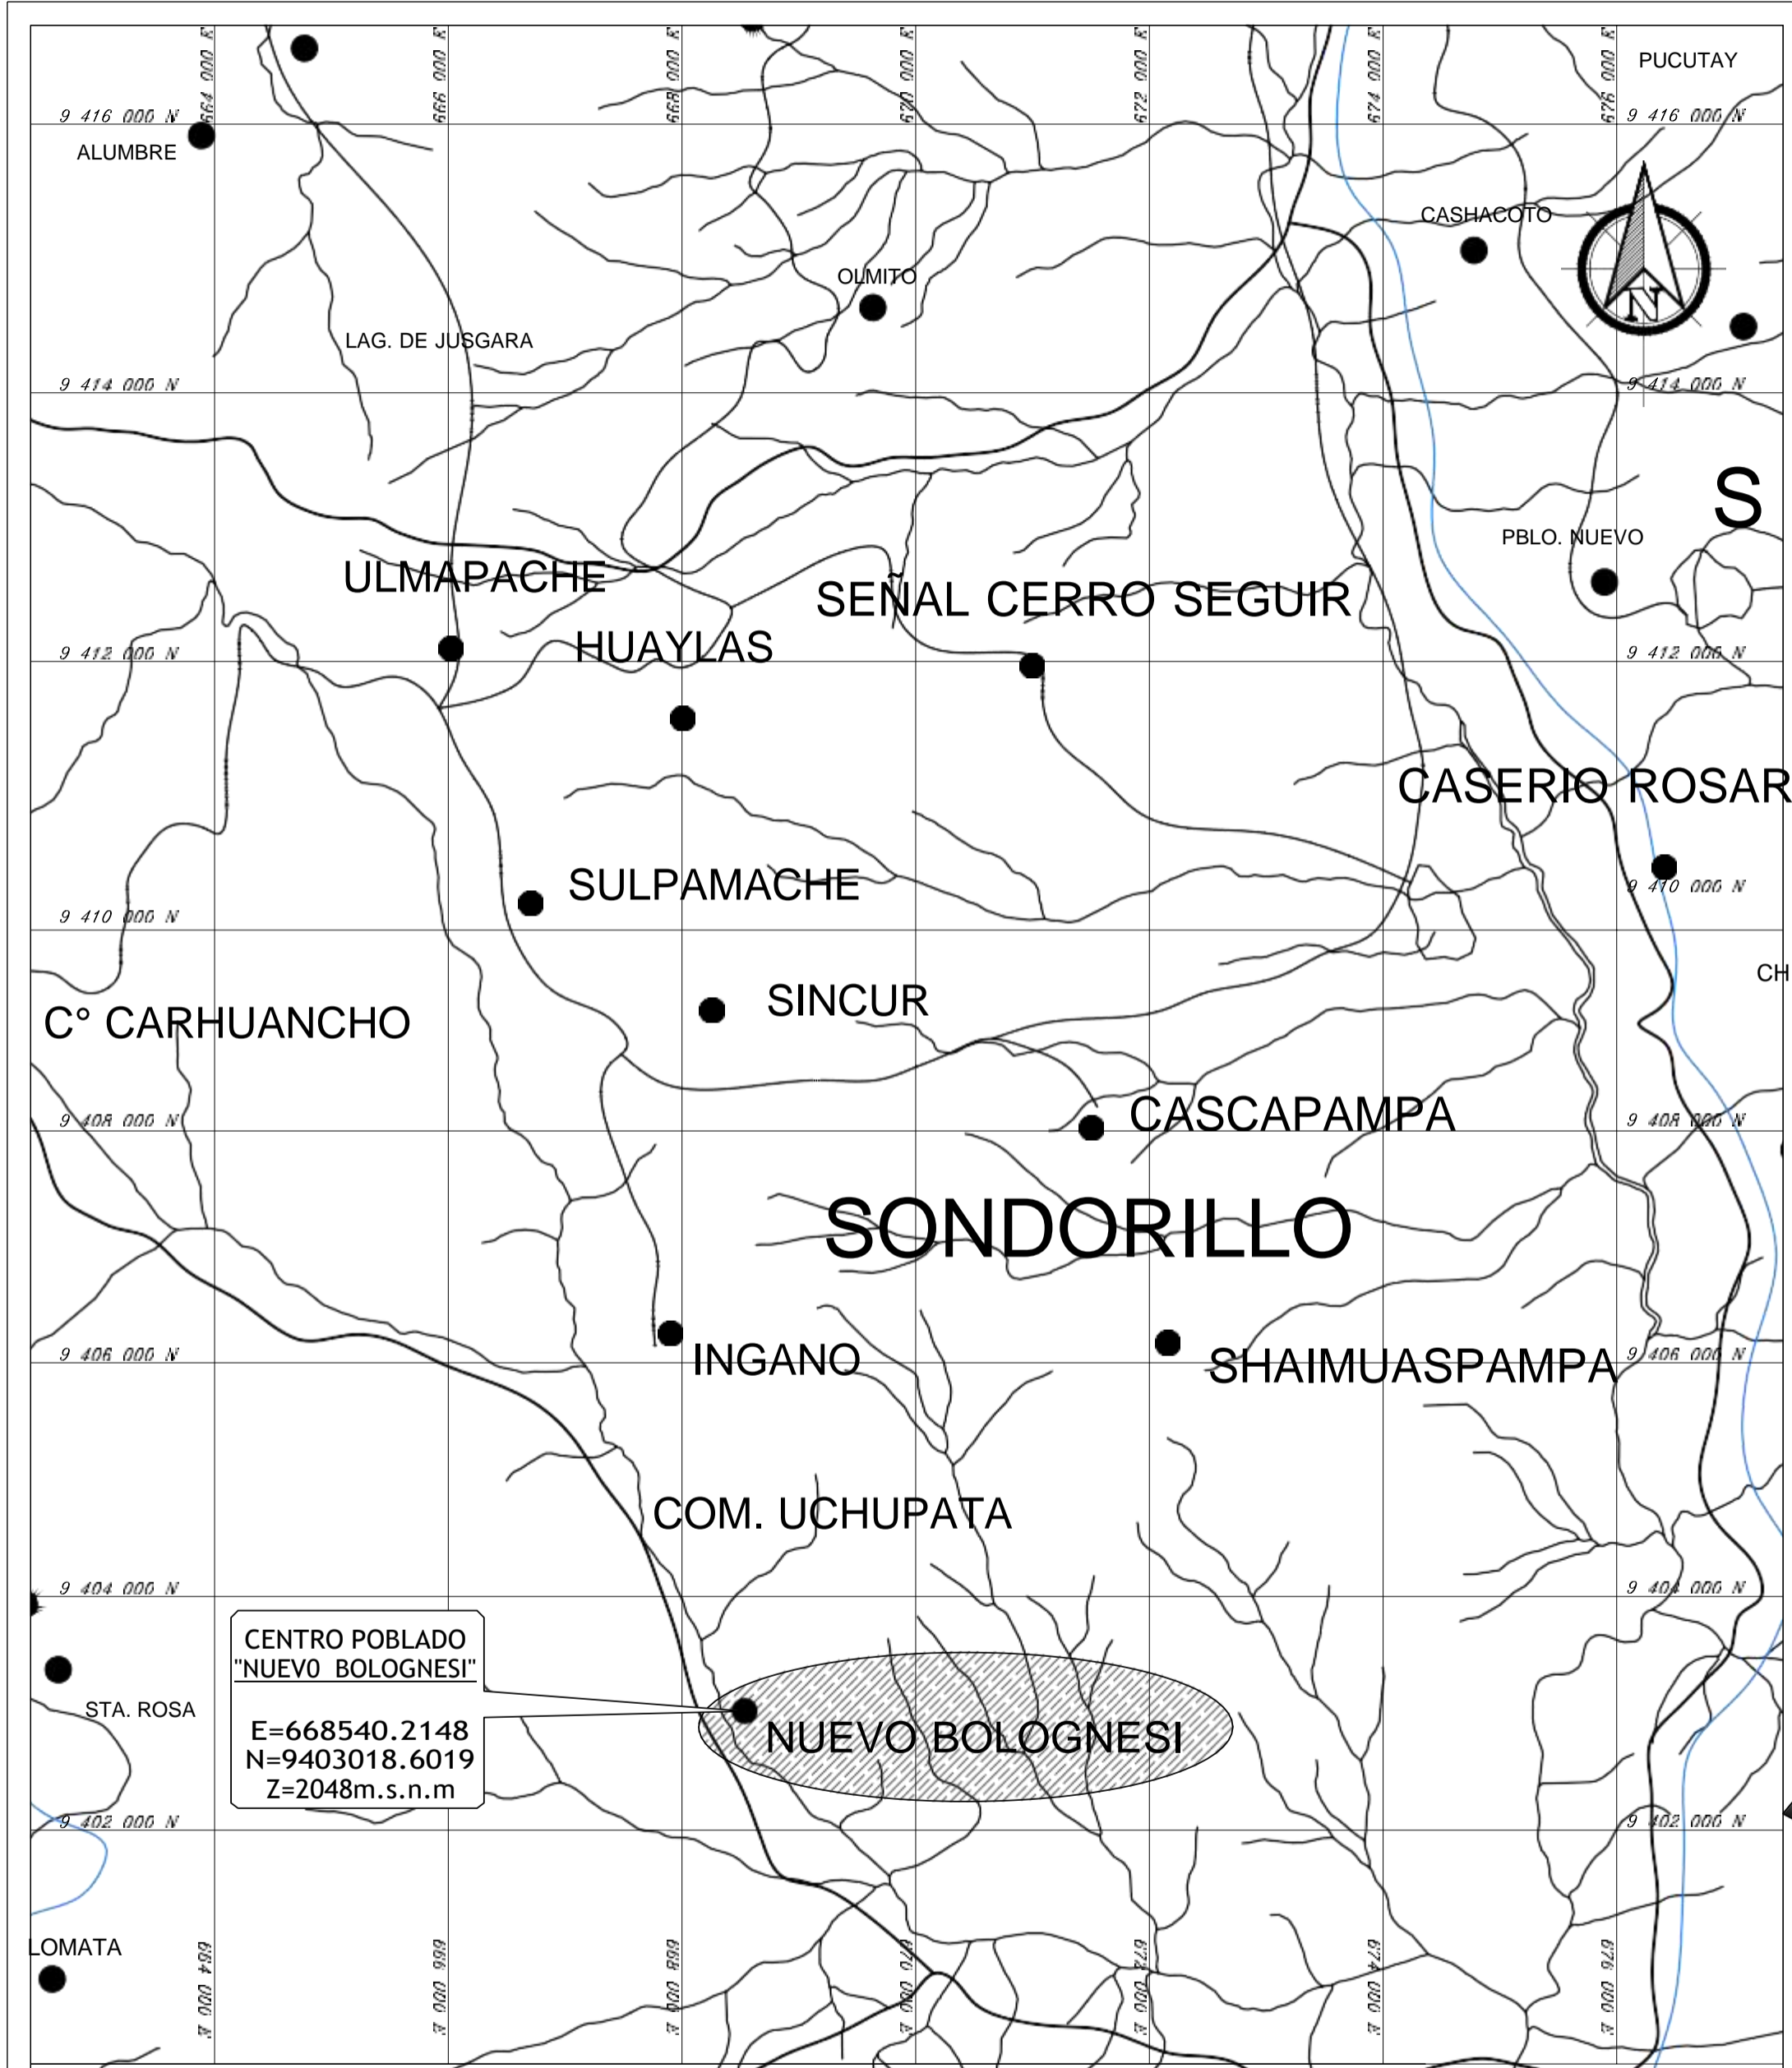 664 000 E
666 000 E
668 000 E
670 000 E
672 000 E
674 000 E
676 000 E
PUCUTAY
9 416 000 N
9 416 000 N
ALUMBRE
CASHACOTO
OLMITO
N
LAG. DE JUSGARA
9 414 000 N
9 414 000 N
S
PBLO. NUEVO
ULMAPACHE
SEÑAL CERRO SEGUIR
HUAYLAS
9 412 000 N
9 412 000 N
CASERIO ROSAR
SULPAMACHE
9 410 000 N
9 410 000 N
CH
SINCUR
C° CARHUANCHO
9 408 000 N
CASCAPAMPA
9 408 000 N
SONDORILLO
9 406 000 N
INGANO
SHAIMUASPAMPA
9 406 000 N
COM. UCHUPATA
9 404 000 N
9 404 000 N
CENTRO POBLADO
"NUEV0 BOLOGNESI"
E=668540.2148
N=9403018.6019
Z=2048m.s.n.m
STA. ROSA
NUEVO BOLOGNESI
9 402 000 N
9 402 000 N
LOMATA
664 000 E
666 000 E
668 000 E
670 000 E
672 000 E
674 000 E
676 000 E